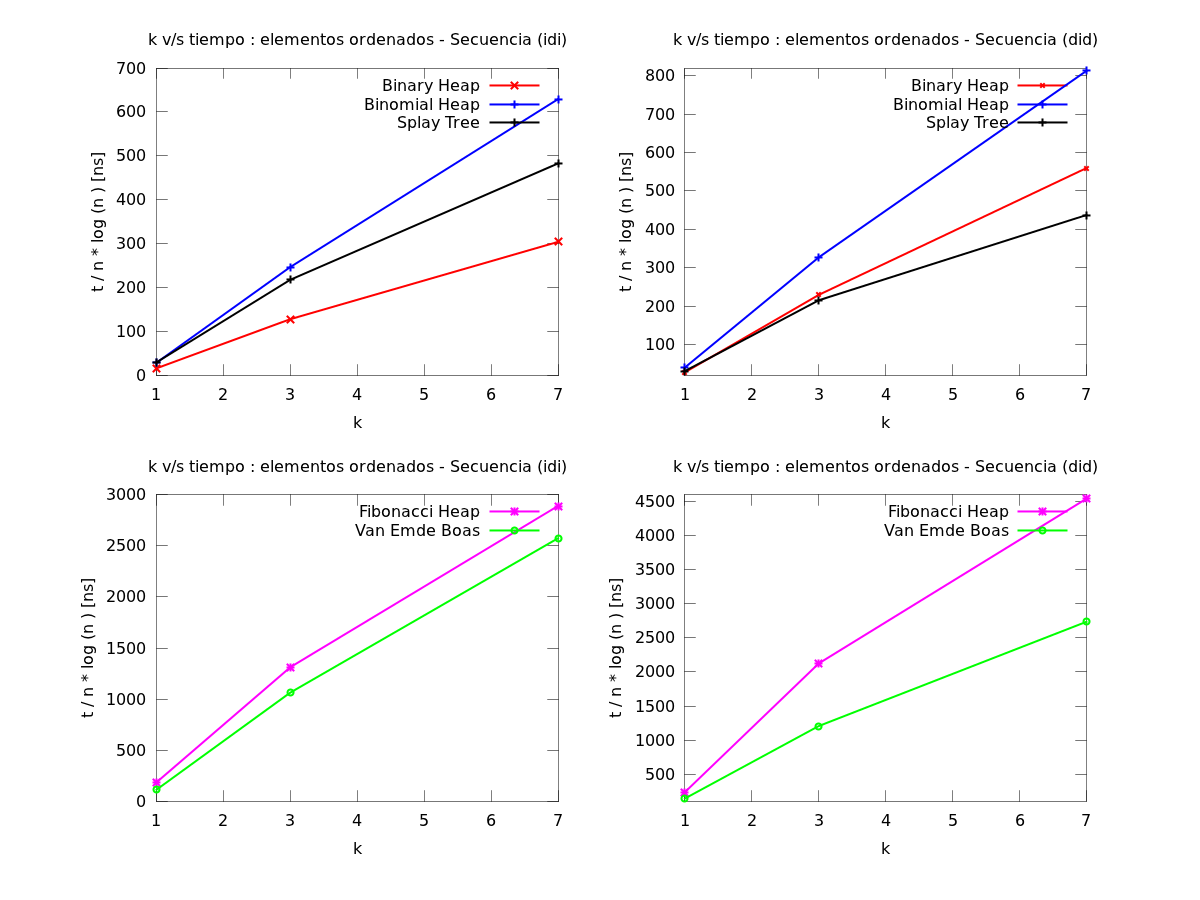 k v/s tiempo : elementos ordenados - Secuencia (idi)
t / n * log (n ) [ns]
700
600
500
400
300
200
100
0
Binary Heap
Binomial Heap
Splay Tree
1 2 3 4 5 6 7
k
k v/s tiempo : elementos ordenados - Secuencia (did)
t / n * log (n ) [ns]
800
700
600
500
400
300
200
100
Binary Heap
Binomial Heap
Splay Tree
1 2 3 4 5 6 7
k
k v/s tiempo : elementos ordenados - Secuencia (idi)
t / n * log (n ) [ns]
3000
2500
2000
1500
1000
500
0
Fibonacci Heap
Van Emde Boas
1 2 3 4 5 6 7
k
k v/s tiempo : elementos ordenados - Secuencia (did)
t / n * log (n ) [ns]
4500
4000
3500
3000
2500
2000
1500
1000
500
Fibonacci Heap
Van Emde Boas
1 2 3 4 5 6 7
k